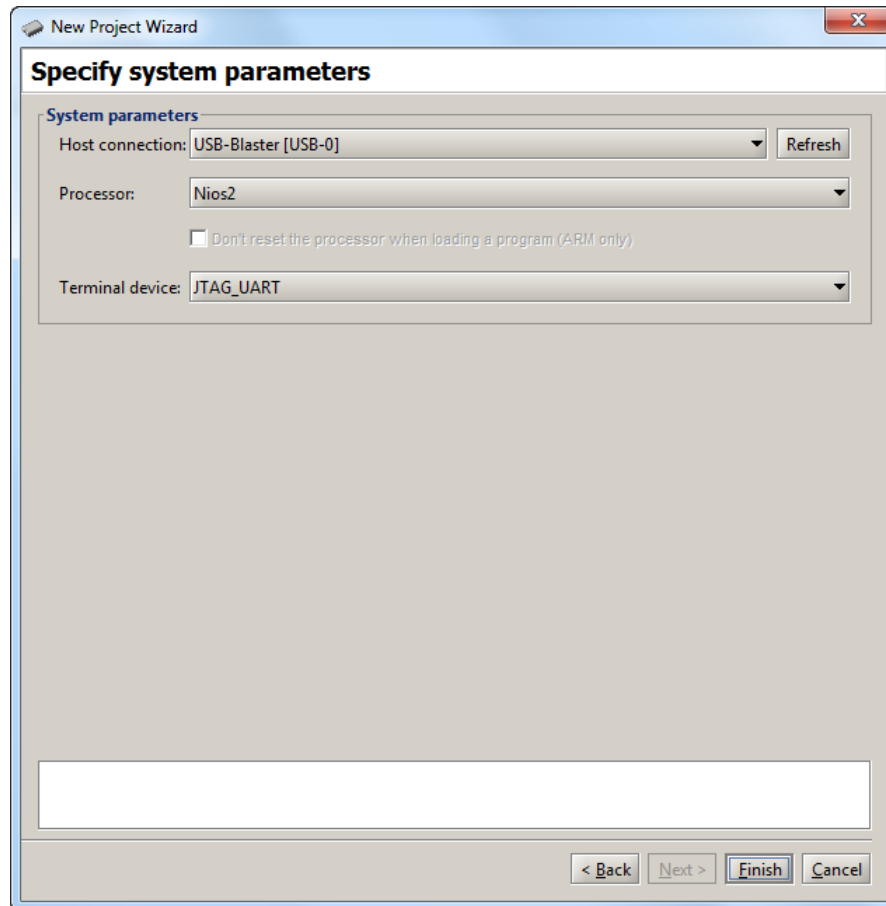 New Project Wizard
Specify system parameters
System parameters
Host connection: USB-Blaster [USB-0] Refresh
Processor: Nios2
Don't reset the processor when loading a program (ARM only)
Terminal device: JTAG_UART
< Back Next > Finish Cancel